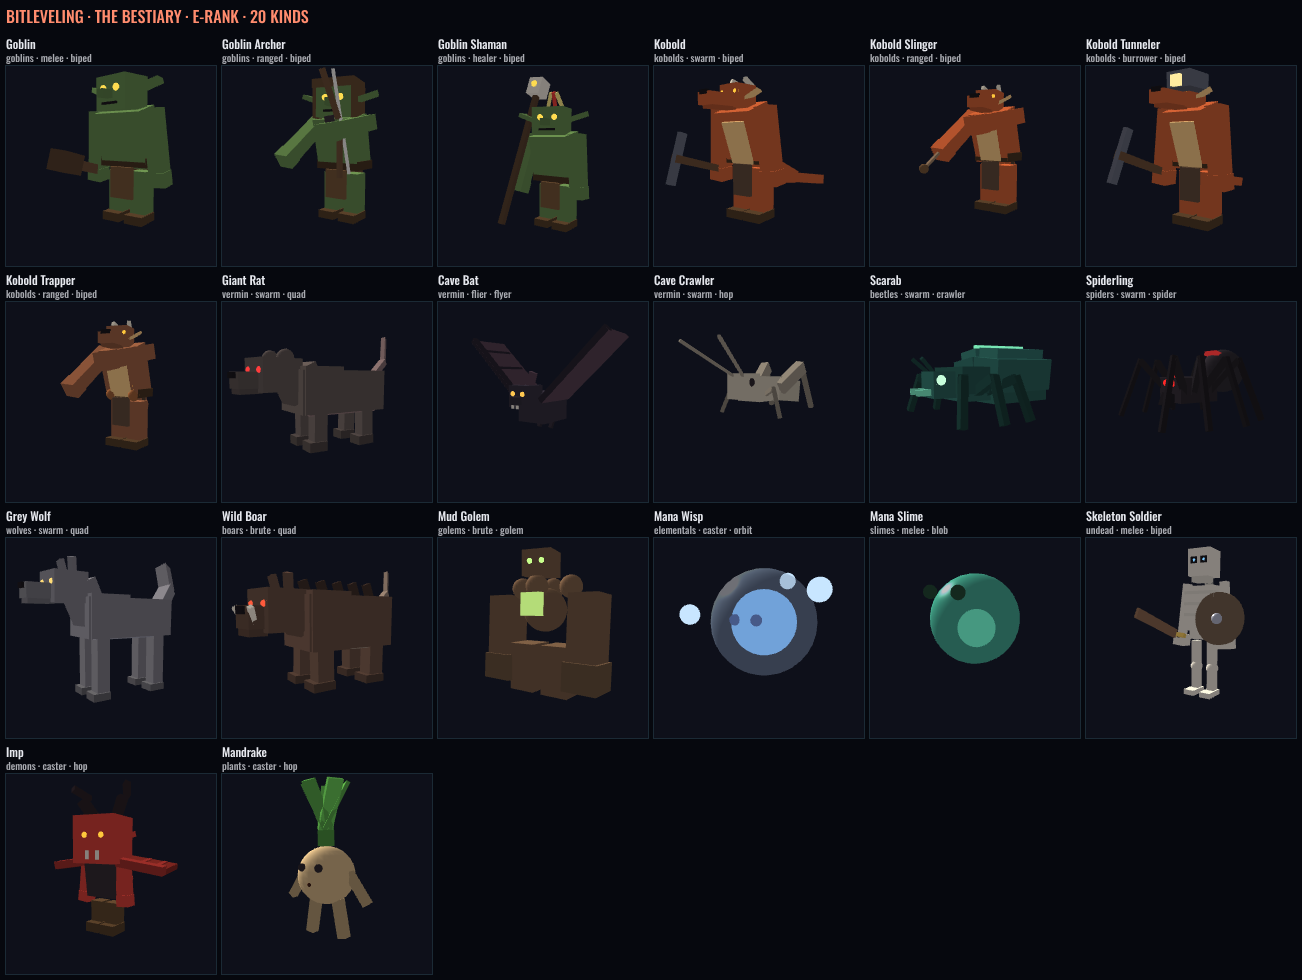 BITLEVELING · THE BESTIARY · E-RANK · 20 KINDS
Goblin
goblins · melee · biped
Goblin Archer
goblins · ranged · biped
Goblin Shaman
goblins · healer · biped
Kobold
kobolds · swarm · biped
Kobold Slinger
kobolds · ranged · biped
Kobold Tunneler
kobolds · burrower · biped
Kobold Trapper
kobolds · ranged · biped
Giant Rat
vermin · swarm · quad
Cave Bat
vermin · flier · flyer
Cave Crawler
vermin · swarm · hop
Scarab
beetles · swarm · crawler
Spiderling
spiders · swarm · spider
Grey Wolf
wolves · swarm · quad
Wild Boar
boars · brute · quad
Mud Golem
golems · brute · golem
Mana Wisp
elementals · caster · orbit
Mana Slime
slimes · melee · blob
Skeleton Soldier
undead · melee · biped
Imp
demons · caster · hop
Mandrake
plants · caster · hop